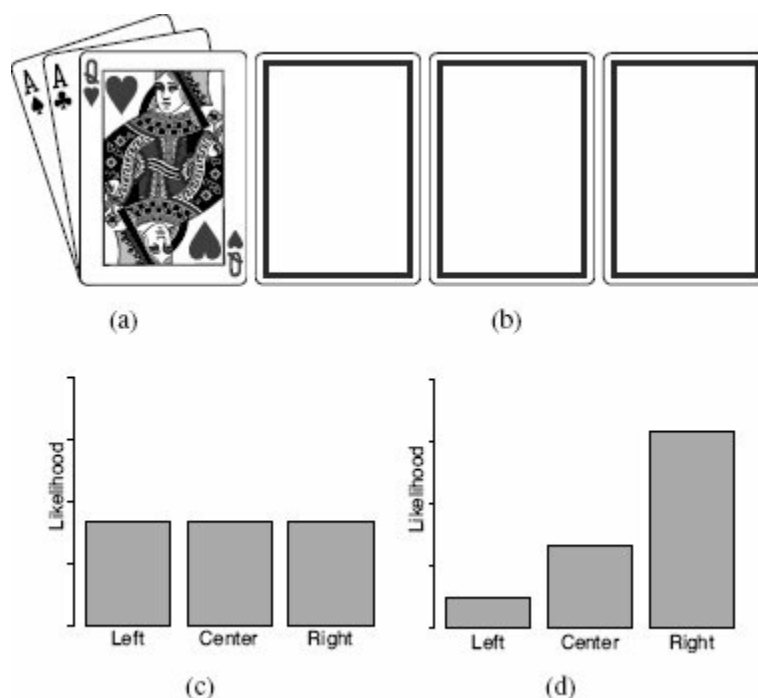 A A Q
Q
(a) (b)
Likelihood
Left Center Right
(c)
Likelihood
Left Center Right
(d)